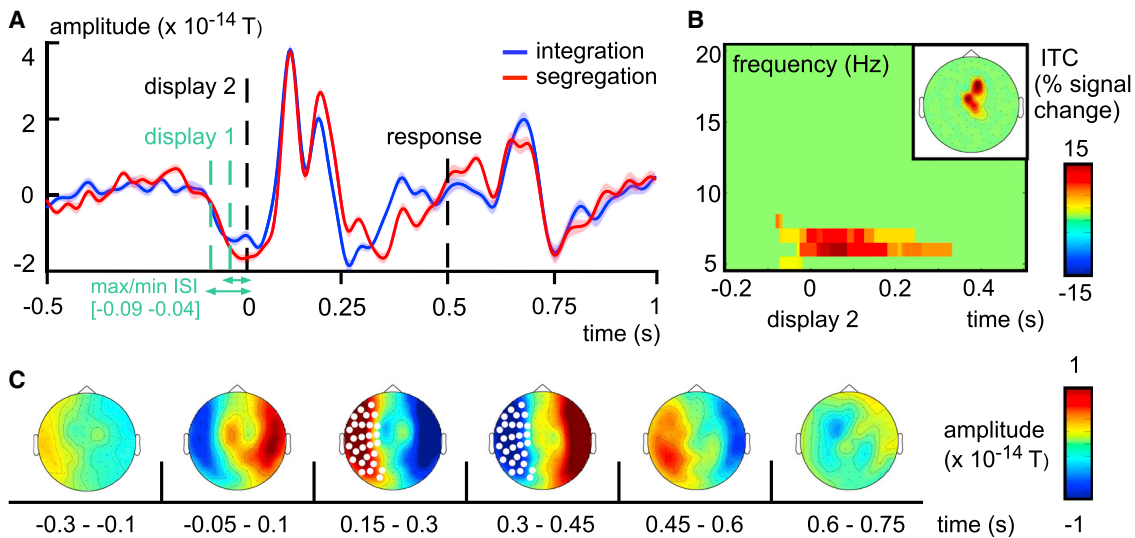 A
amplitude (x 10-14 T)
4
2
0
-2
integration
segregation
display 2
display 1
response
max/min ISI
[-0.09 -0.04]
-0.5 0 0.25 0.5 0.75 1
time (s)
B
20
15
10
5
frequency (Hz)
ITC
(% signal
change)
15
-15
-0.2 0 0.2 0.4
display 2 time (s)
C
1
amplitude
(x 10-14 T)
-0.3 - -0.1 -0.05 - 0.1 0.15 - 0.3 0.3 - 0.45 0.45 - 0.6 0.6 - 0.75 time (s) -1